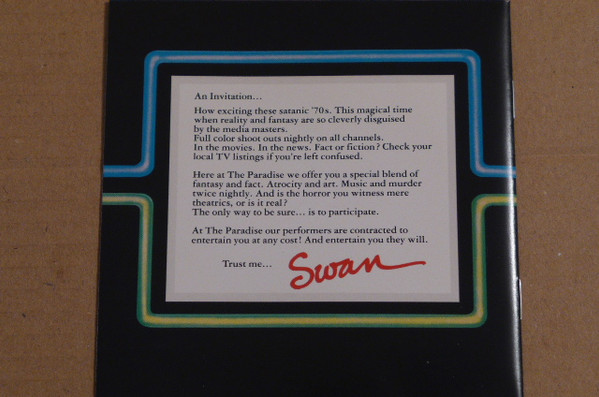 An Invitation...
How exciting these satanic '70s. This magical time
when reality and fantasy are so cleverly disguised
by the media masters.
Full color shoot outs nightly on all channels.
In the movies. In the news. Fact or fiction? Check your
local TV listings if you're left confused.
Here at The Paradise we offer you a special blend of
fantasy and fact. Atrocity and art. Music and murder
twice nightly. And is the horror you witness mere
theatrics, or is it real?
The only way to be sure... is to participate.
At The Paradise our performers are contracted to
entertain you at any cost! And entertain you they will.
Trust me...
Swan